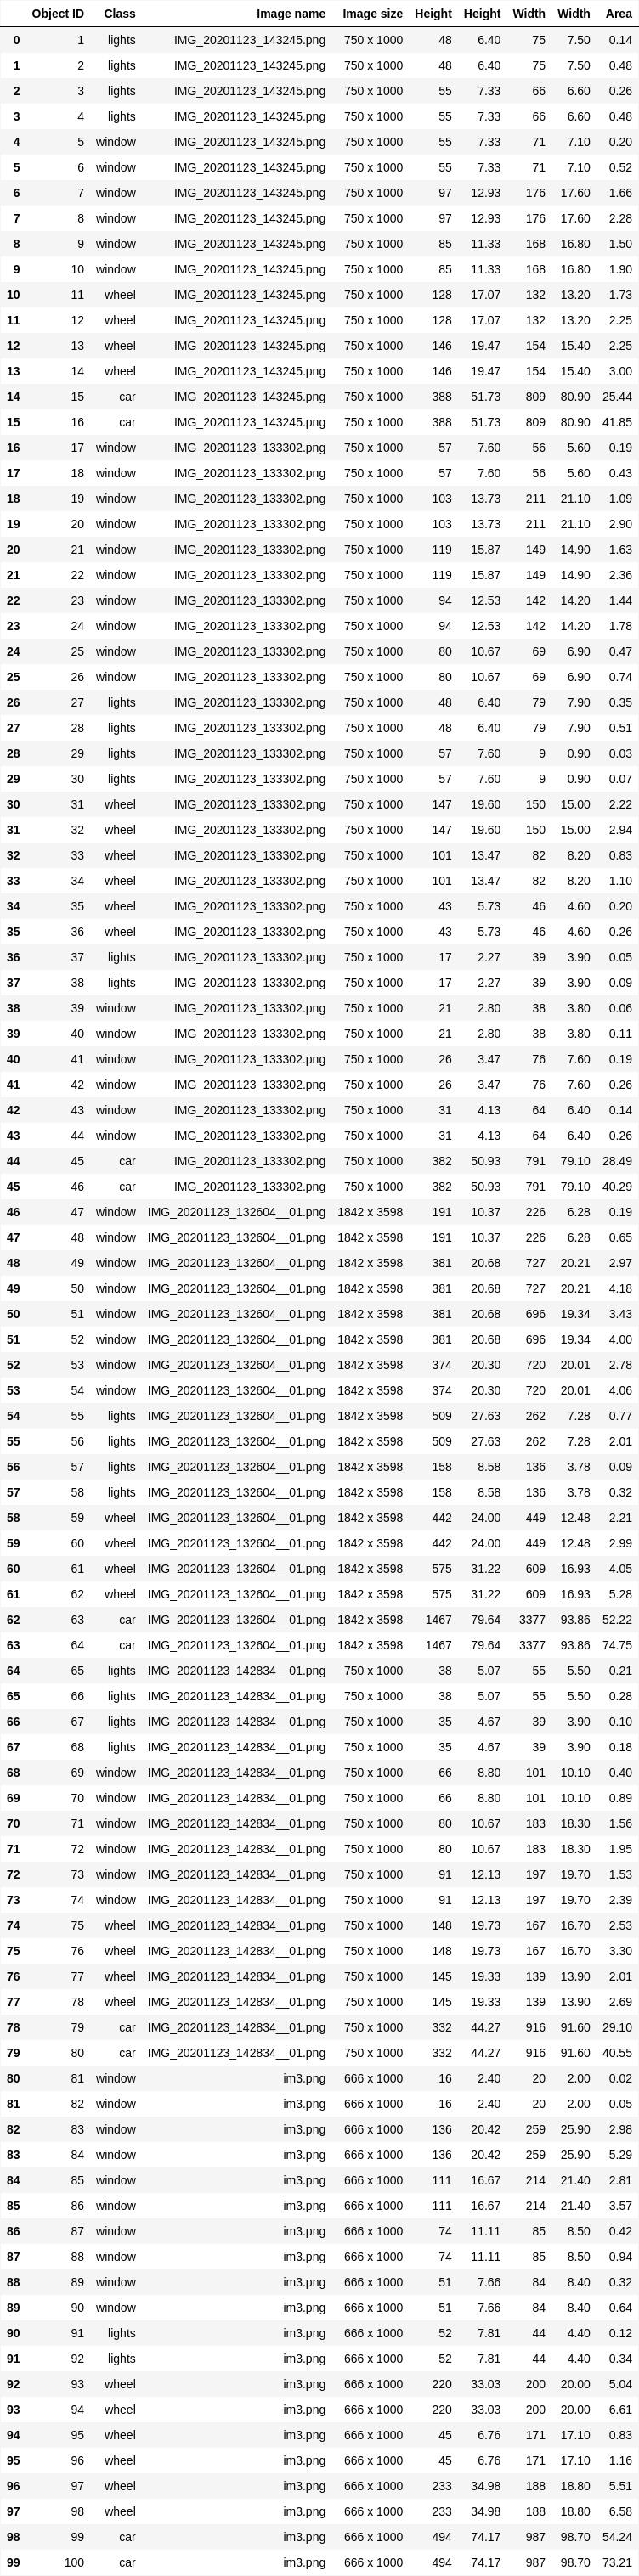 Object ID Class Image name Image size Height Height Width Width Area
0 1 lights IMG_20201123_143245.png 750 x 1000 48 6.40 75 7.50 0.14
1 2 lights IMG_20201123_143245.png 750 x 1000 48 6.40 75 7.50 0.48
2 3 lights IMG_20201123_143245.png 750 x 1000 55 7.33 66 6.60 0.26
3 4 lights IMG_20201123_143245.png 750 x 1000 55 7.33 66 6.60 0.48
4 5 window IMG_20201123_143245.png 750 x 1000 55 7.33 71 7.10 0.20
5 6 window IMG_20201123_143245.png 750 x 1000 55 7.33 71 7.10 0.52
6 7 window IMG_20201123_143245.png 750 x 1000 97 12.93 176 17.60 1.66
7 8 window IMG_20201123_143245.png 750 x 1000 97 12.93 176 17.60 2.28
8 9 window IMG_20201123_143245.png 750 x 1000 85 11.33 168 16.80 1.50
9 10 window IMG_20201123_143245.png 750 x 1000 85 11.33 168 16.80 1.90
10 11 wheel IMG_20201123_143245.png 750 x 1000 128 17.07 132 13.20 1.73
11 12 wheel IMG_20201123_143245.png 750 x 1000 128 17.07 132 13.20 2.25
12 13 wheel IMG_20201123_143245.png 750 x 1000 146 19.47 154 15.40 2.25
13 14 wheel IMG_20201123_143245.png 750 x 1000 146 19.47 154 15.40 3.00
14 15 car IMG_20201123_143245.png 750 x 1000 388 51.73 809 80.90 25.44
15 16 car IMG_20201123_143245.png 750 x 1000 388 51.73 809 80.90 41.85
16 17 window IMG_20201123_133302.png 750 x 1000 57 7.60 56 5.60 0.19
17 18 window IMG_20201123_133302.png 750 x 1000 57 7.60 56 5.60 0.43
18 19 window IMG_20201123_133302.png 750 x 1000 103 13.73 211 21.10 1.09
19 20 window IMG_20201123_133302.png 750 x 1000 103 13.73 211 21.10 2.90
20 21 window IMG_20201123_133302.png 750 x 1000 119 15.87 149 14.90 1.63
21 22 window IMG_20201123_133302.png 750 x 1000 119 15.87 149 14.90 2.36
22 23 window IMG_20201123_133302.png 750 x 1000 94 12.53 142 14.20 1.44
23 24 window IMG_20201123_133302.png 750 x 1000 94 12.53 142 14.20 1.78
24 25 window IMG_20201123_133302.png 750 x 1000 80 10.67 69 6.90 0.47
25 26 window IMG_20201123_133302.png 750 x 1000 80 10.67 69 6.90 0.74
26 27 lights IMG_20201123_133302.png 750 x 1000 48 6.40 79 7.90 0.35
27 28 lights IMG_20201123_133302.png 750 x 1000 48 6.40 79 7.90 0.51
28 29 lights IMG_20201123_133302.png 750 x 1000 57 7.60 9 0.90 0.03
29 30 lights IMG_20201123_133302.png 750 x 1000 57 7.60 9 0.90 0.07
30 31 wheel IMG_20201123_133302.png 750 x 1000 147 19.60 150 15.00 2.22
31 32 wheel IMG_20201123_133302.png 750 x 1000 147 19.60 150 15.00 2.94
32 33 wheel IMG_20201123_133302.png 750 x 1000 101 13.47 82 8.20 0.83
33 34 wheel IMG_20201123_133302.png 750 x 1000 101 13.47 82 8.20 1.10
34 35 wheel IMG_20201123_133302.png 750 x 1000 43 5.73 46 4.60 0.20
35 36 wheel IMG_20201123_133302.png 750 x 1000 43 5.73 46 4.60 0.26
36 37 lights IMG_20201123_133302.png 750 x 1000 17 2.27 39 3.90 0.05
37 38 lights IMG_20201123_133302.png 750 x 1000 17 2.27 39 3.90 0.09
38 39 window IMG_20201123_133302.png 750 x 1000 21 2.80 38 3.80 0.06
39 40 window IMG_20201123_133302.png 750 x 1000 21 2.80 38 3.80 0.11
40 41 window IMG_20201123_133302.png 750 x 1000 26 3.47 76 7.60 0.19
41 42 window IMG_20201123_133302.png 750 x 1000 26 3.47 76 7.60 0.26
42 43 window IMG_20201123_133302.png 750 x 1000 31 4.13 64 6.40 0.14
43 44 window IMG_20201123_133302.png 750 x 1000 31 4.13 64 6.40 0.26
44 45 car IMG_20201123_133302.png 750 x 1000 382 50.93 791 79.10 28.49
45 46 car IMG_20201123_133302.png 750 x 1000 382 50.93 791 79.10 40.29
46 47 window IMG_20201123_132604__01.png 1842 x 3598 191 10.37 226 6.28 0.19
47 48 window IMG_20201123_132604__01.png 1842 x 3598 191 10.37 226 6.28 0.65
48 49 window IMG_20201123_132604__01.png 1842 x 3598 381 20.68 727 20.21 2.97
49 50 window IMG_20201123_132604__01.png 1842 x 3598 381 20.68 727 20.21 4.18
50 51 window IMG_20201123_132604__01.png 1842 x 3598 381 20.68 696 19.34 3.43
51 52 window IMG_20201123_132604__01.png 1842 x 3598 381 20.68 696 19.34 4.00
52 53 window IMG_20201123_132604__01.png 1842 x 3598 374 20.30 720 20.01 2.78
53 54 window IMG_20201123_132604__01.png 1842 x 3598 374 20.30 720 20.01 4.06
54 55 lights IMG_20201123_132604__01.png 1842 x 3598 509 27.63 262 7.28 0.77
55 56 lights IMG_20201123_132604__01.png 1842 x 3598 509 27.63 262 7.28 2.01
56 57 lights IMG_20201123_132604__01.png 1842 x 3598 158 8.58 136 3.78 0.09
57 58 lights IMG_20201123_132604__01.png 1842 x 3598 158 8.58 136 3.78 0.32
58 59 wheel IMG_20201123_132604__01.png 1842 x 3598 442 24.00 449 12.48 2.21
59 60 wheel IMG_20201123_132604__01.png 1842 x 3598 442 24.00 449 12.48 2.99
60 61 wheel IMG_20201123_132604__01.png 1842 x 3598 575 31.22 609 16.93 4.05
61 62 wheel IMG_20201123_132604__01.png 1842 x 3598 575 31.22 609 16.93 5.28
62 63 car IMG_20201123_132604__01.png 1842 x 3598 1467 79.64 3377 93.86 52.22
63 64 car IMG_20201123_132604__01.png 1842 x 3598 1467 79.64 3377 93.86 74.75
64 65 lights IMG_20201123_142834__01.png 750 x 1000 38 5.07 55 5.50 0.21
65 66 lights IMG_20201123_142834__01.png 750 x 1000 38 5.07 55 5.50 0.28
66 67 lights IMG_20201123_142834__01.png 750 x 1000 35 4.67 39 3.90 0.10
67 68 lights IMG_20201123_142834__01.png 750 x 1000 35 4.67 39 3.90 0.18
68 69 window IMG_20201123_142834__01.png 750 x 1000 66 8.80 101 10.10 0.40
69 70 window IMG_20201123_142834__01.png 750 x 1000 66 8.80 101 10.10 0.89
70 71 window IMG_20201123_142834__01.png 750 x 1000 80 10.67 183 18.30 1.56
71 72 window IMG_20201123_142834__01.png 750 x 1000 80 10.67 183 18.30 1.95
72 73 window IMG_20201123_142834__01.png 750 x 1000 91 12.13 197 19.70 1.53
73 74 window IMG_20201123_142834__01.png 750 x 1000 91 12.13 197 19.70 2.39
74 75 wheel IMG_20201123_142834__01.png 750 x 1000 148 19.73 167 16.70 2.53
75 76 wheel IMG_20201123_142834__01.png 750 x 1000 148 19.73 167 16.70 3.30
76 77 wheel IMG_20201123_142834__01.png 750 x 1000 145 19.33 139 13.90 2.01
77 78 wheel IMG_20201123_142834__01.png 750 x 1000 145 19.33 139 13.90 2.69
78 79 car IMG_20201123_142834__01.png 750 x 1000 332 44.27 916 91.60 29.10
79 80 car IMG_20201123_142834__01.png 750 x 1000 332 44.27 916 91.60 40.55
80 81 window im3.png 666 x 1000 16 2.40 20 2.00 0.02
81 82 window im3.png 666 x 1000 16 2.40 20 2.00 0.05
82 83 window im3.png 666 x 1000 136 20.42 259 25.90 2.98
83 84 window im3.png 666 x 1000 136 20.42 259 25.90 5.29
84 85 window im3.png 666 x 1000 111 16.67 214 21.40 2.81
85 86 window im3.png 666 x 1000 111 16.67 214 21.40 3.57
86 87 window im3.png 666 x 1000 74 11.11 85 8.50 0.42
87 88 window im3.png 666 x 1000 74 11.11 85 8.50 0.94
88 89 window im3.png 666 x 1000 51 7.66 84 8.40 0.32
89 90 window im3.png 666 x 1000 51 7.66 84 8.40 0.64
90 91 lights im3.png 666 x 1000 52 7.81 44 4.40 0.12
91 92 lights im3.png 666 x 1000 52 7.81 44 4.40 0.34
92 93 wheel im3.png 666 x 1000 220 33.03 200 20.00 5.04
93 94 wheel im3.png 666 x 1000 220 33.03 200 20.00 6.61
94 95 wheel im3.png 666 x 1000 45 6.76 171 17.10 0.83
95 96 wheel im3.png 666 x 1000 45 6.76 171 17.10 1.16
96 97 wheel im3.png 666 x 1000 233 34.98 188 18.80 5.51
97 98 wheel im3.png 666 x 1000 233 34.98 188 18.80 6.58
98 99 car im3.png 666 x 1000 494 74.17 987 98.70 54.24
99 100 car im3.png 666 x 1000 494 74.17 987 98.70 73.21